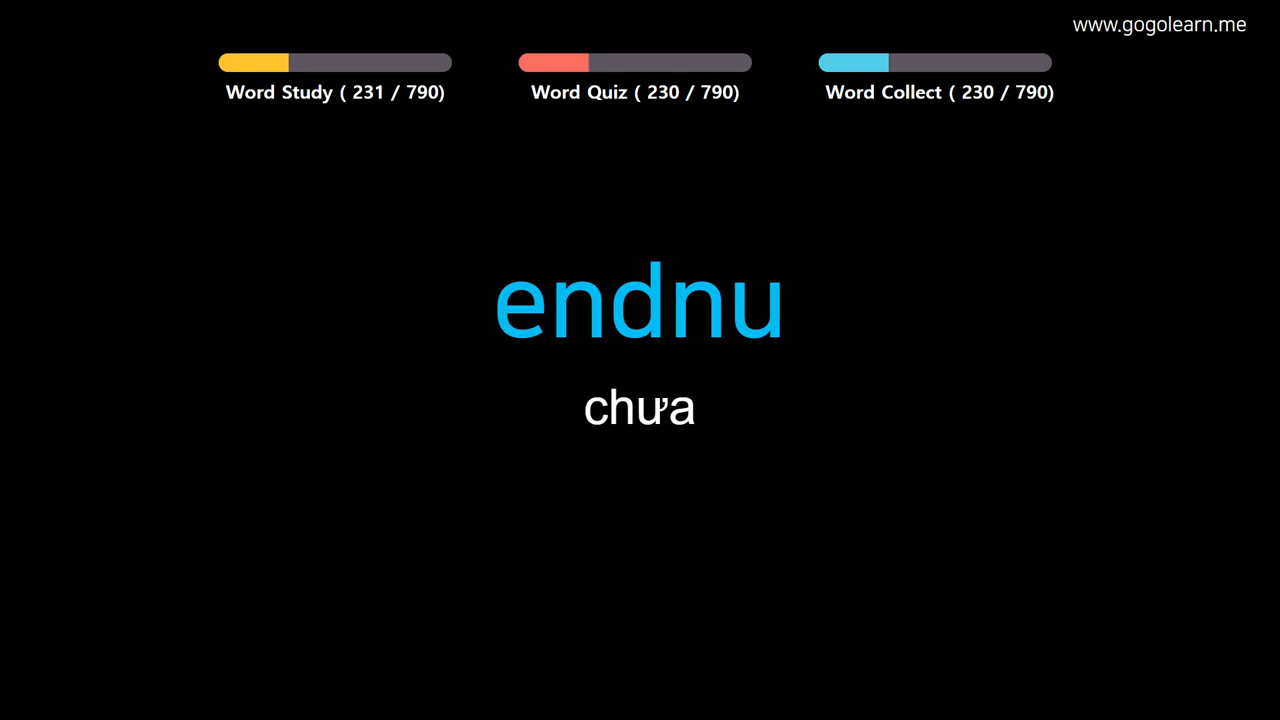 www.gogolearn.me
Word Study ( 231 / 790)
Word Quiz ( 230 / 790)
Word Collect ( 230 / 790)
endnu
chưa